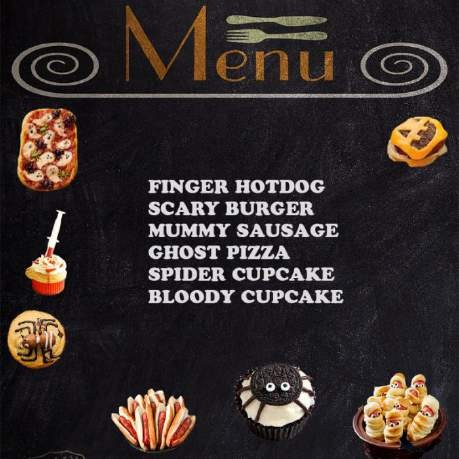 Menu
FINGER HOTDOG
SCARY BURGER
MUMMY SAUSAGE
GHOST PIZZA
SPIDER CUPCAKE
BLOODY CUPCAKE